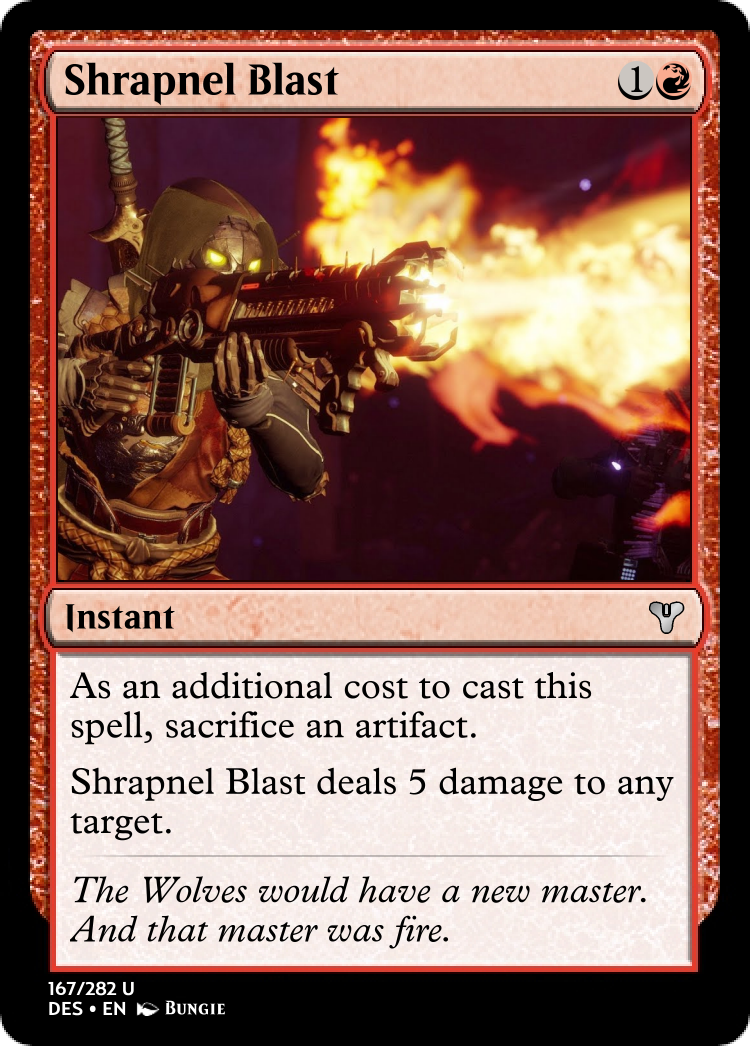 Shrapnel Blast 1
Instant
As an additional cost to cast this
spell, sacrifice an artifact.
Shrapnel Blast deals 5 damage to any
target.
The Wolves would have a new master.
And that master was fire.
167/282 U
DES • EN Bungie